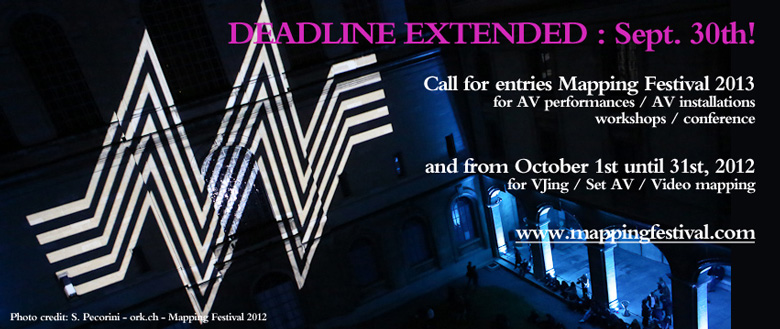 DEADLINE EXTENDED : Sept. 30th!
Call for entries Mapping Festival 2013
for AV performances / AV installations
workshops / conference
and from October 1st until 31st, 2012
for VJing / Set AV / Video mapping
www.mappingfestival.com
Photo credit: S. Pecorini - ork.ch - Mapping Festival 2012